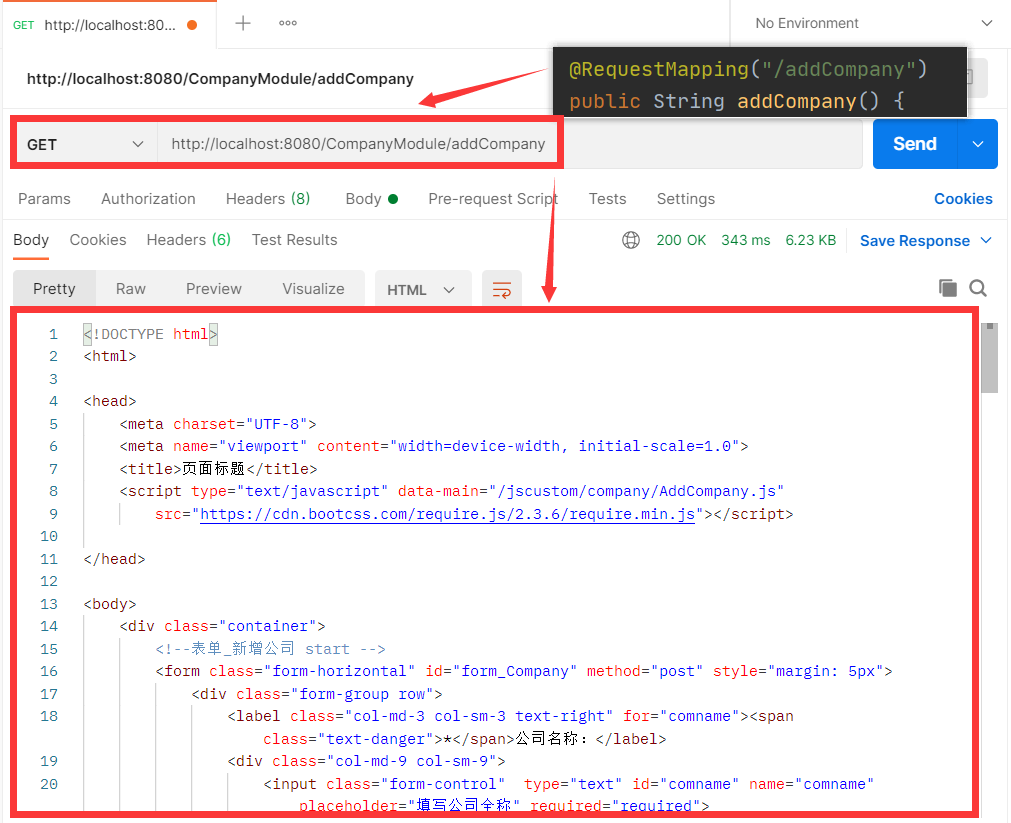 GET http://localhost:80...
No Environment
http://localhost:8080/CompanyModule/addCompany
@RequestMapping("/addCompany")
public String addCompany() {
GET http://localhost:8080/CompanyModule/addCompany Send
Params Authorization Headers (8) Body Pre-request Script Tests Settings Cookies
Body Cookies Headers (6) Test Results 200 OK 343 ms 6.23 KB Save Response
Pretty Raw Preview Visualize HTML
1 <!DOCTYPE html>
2 <html>
3
4 <head>
5 <meta charset="UTF-8">
6 <meta name="viewport" content="width=device-width, initial-scale=1.0">
7 <title>页面标题</title>
8 <script type="text/javascript" data-main="/jscustom/company/AddCompany.js"
9 src="https://cdn.bootcss.com/require.js/2.3.6/require.min.js"></script>
10
11 </head>
12
13 <body>
14 <div class="container">
15 <!--表单_新增公司 start -->
16 <form class="form-horizontal" id="form_Company" method="post" style="margin: 5px">
17 <div class="form-group row">
18 <label class="col-md-3 col-sm-3 text-right" for="comname"><span
class="text-danger">*</span>公司名称：</label>
19 <div class="col-md-9 col-sm-9">
20 <input class="form-control" type="text" id="comname" name="comname"
placeholder="填写公司全称" required="required">